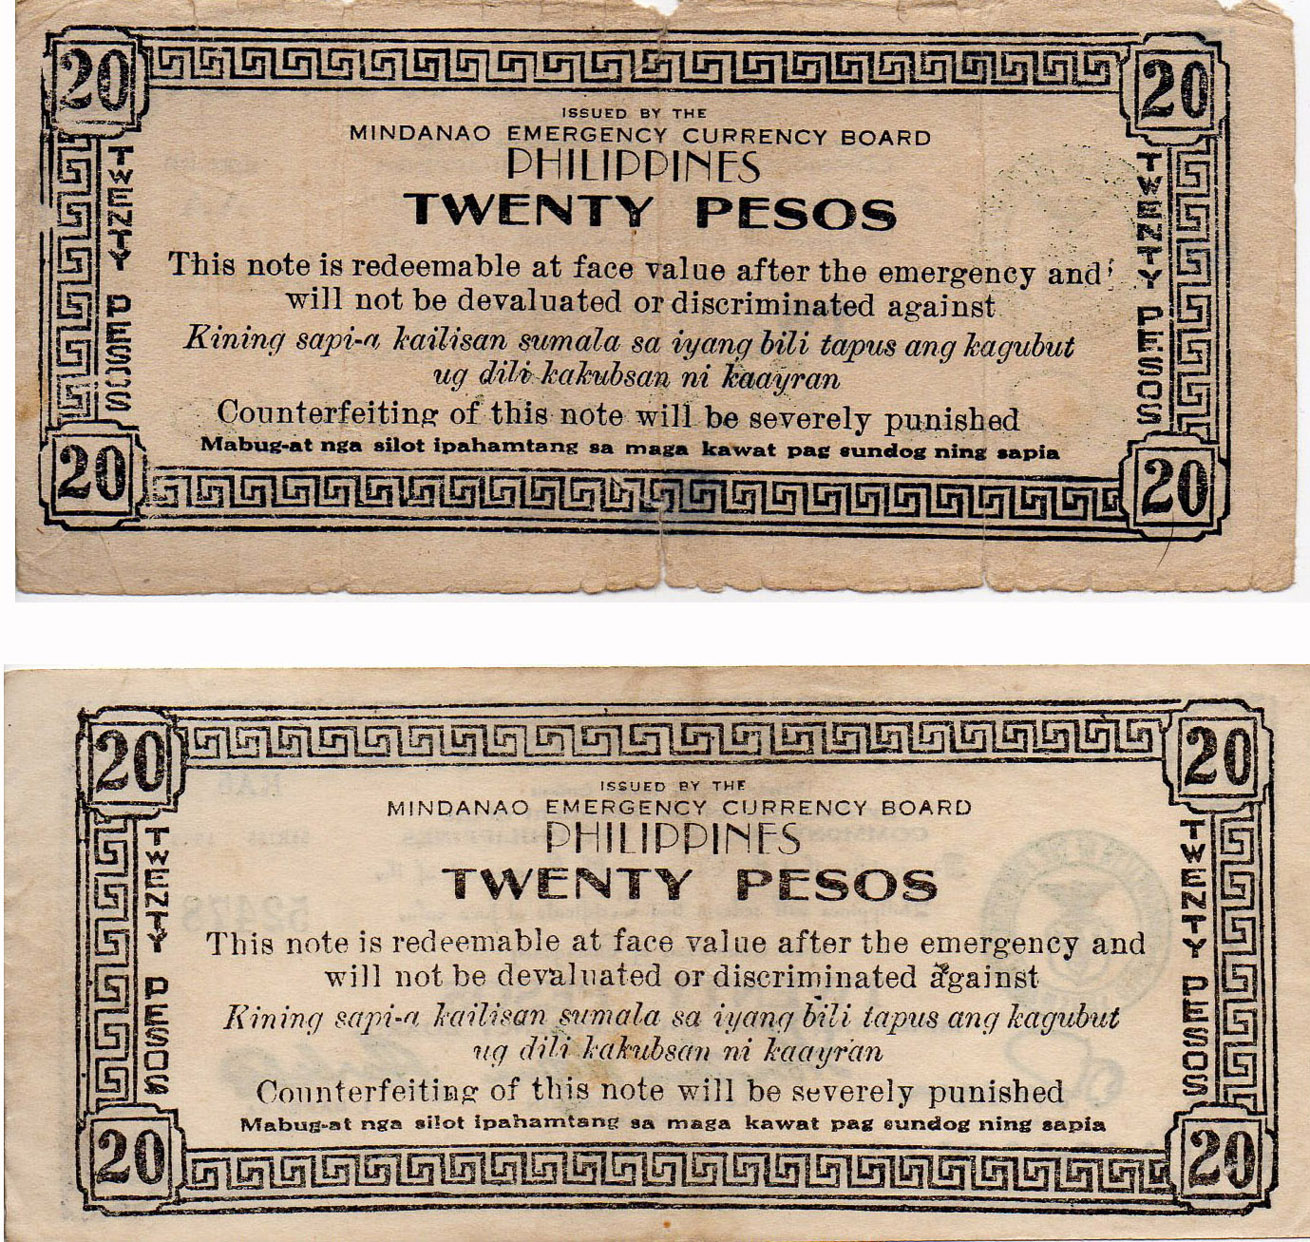 20
20
ISSUED BY THE
MINDANAO EMERGENCY CURRENCY BOARD
PHILIPPINES
TWENTY PESOS
TWENTY PESOS
TWENTY PESOS
This note is redeemable at face value after the emergency and
will not be devaluated or discriminated against
Kining sapi-a kailisan sumala sa iyang bili tapus ang kagubut
ug dili kakubsan ni kaayran
Counterfeiting of this note will be severely punished
Mabug-at nga silot ipahamtang sa maga kawat pag sundog ning sapia
20
20
20
20
ISSUED BY THE
MINDANAO EMERGENCY CURRENCY BOARD
PHILIPPINES
TWENTY PESOS
TWENTY PESOS
TWENTY PESOS
This note is redeemable at face value after the emergency and
will not be devaluated or discriminated against
Kining sapi-a kailisan sumala sa iyang bili tapus ang kagubut
ug dili kakubsan ni kaayran
Counterfeiting of this note will be severely punished
Mabug-at nga silot ipahamtang sa maga kawat pag sundog ning sapia
20
20